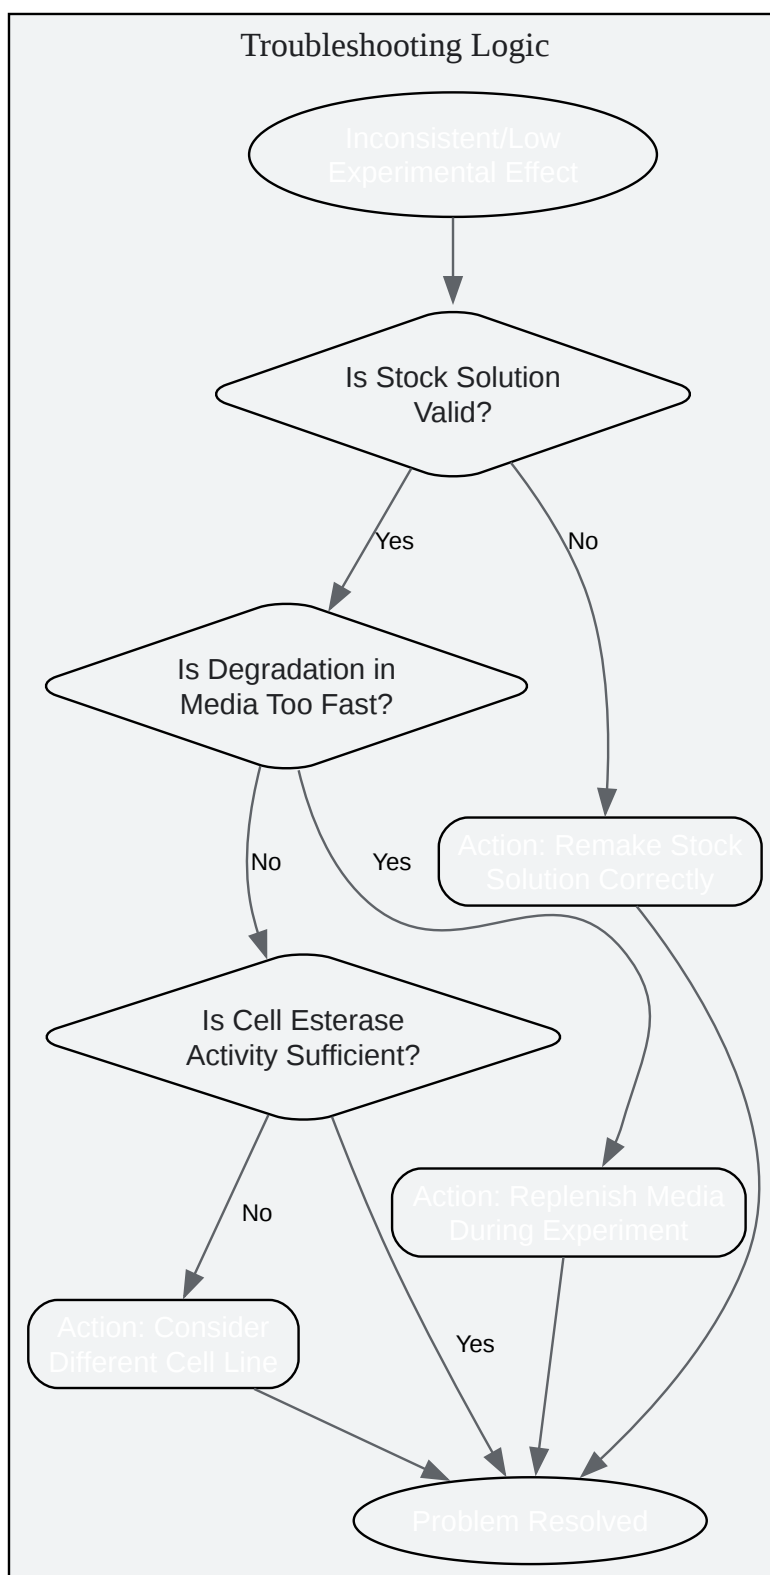 Troubleshooting Logic
Inconsistent/Low
Experimental Effect
Is Stock Solution
Valid?
Yes
No
Is Degradation in
Media Too Fast?
No
Yes
Action: Remake Stock
Solution Correctly
Is Cell Esterase
Activity Sufficient?
No
Action: Replenish Media
During Experiment
Action: Consider
Different Cell Line
Yes
Problem Resolved